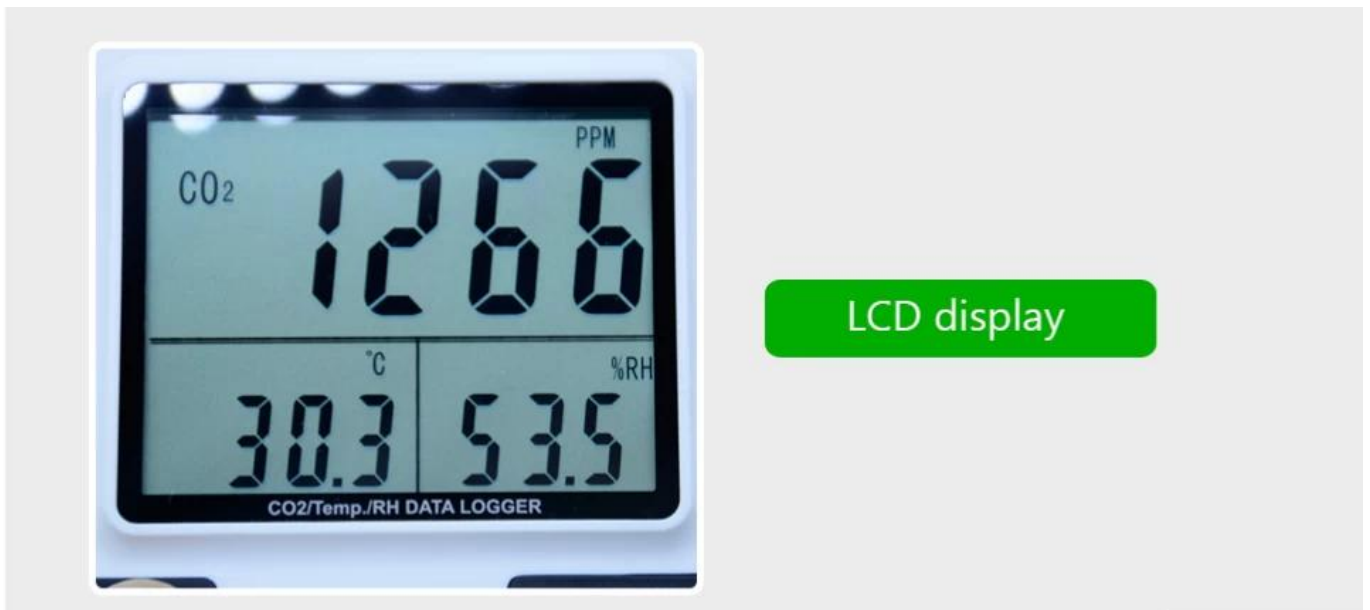 PPM
CO2 1266
°C %RH
30.3 53.5
CO2/Temp./RH DATA LOGGER
LCD display